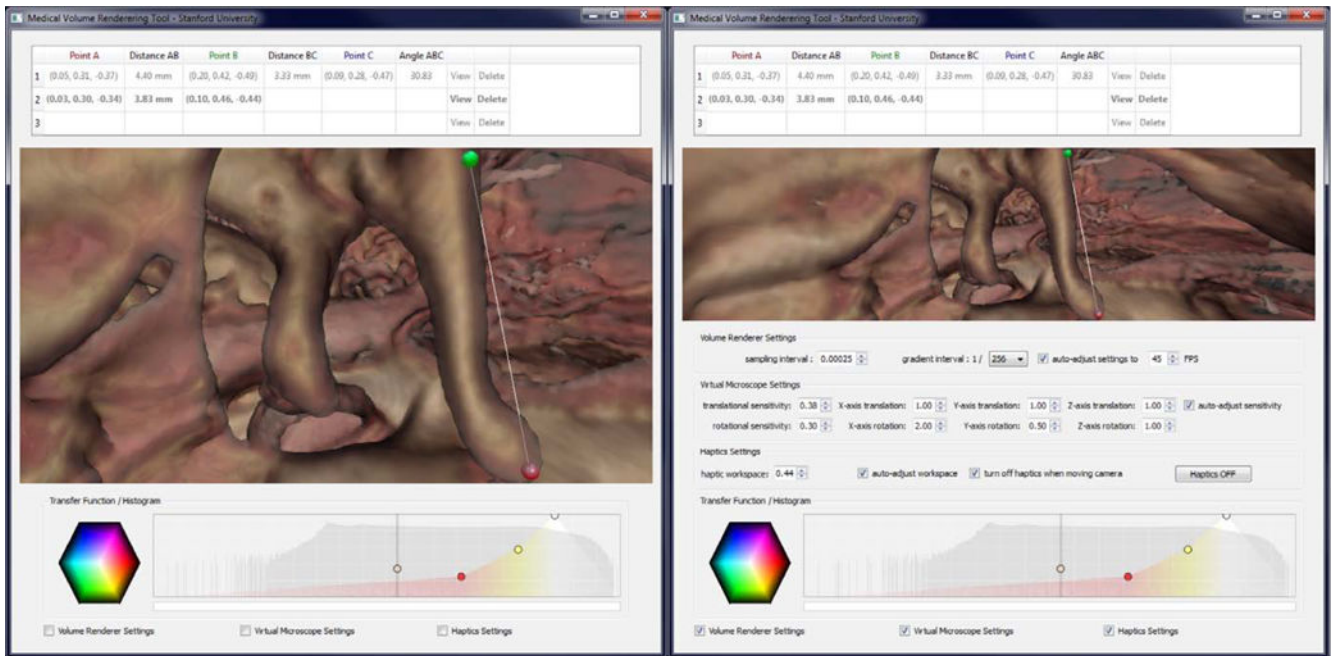 Medical Volume Renderering Tool - Stanford University
Point A Distance AB Point B Distance BC Point C Angle ABC
1 (0.05, 0.31, -0.37) 4.40 mm (0.20, 0.42, -0.49) 3.33 mm (0.09, 0.28, -0.47) 30.83 View Delete
2 (0.03, 0.30, -0.34) 3.83 mm (0.10, 0.46, -0.44) View Delete
3 View Delete
Transfer Function / Histogram
Volume Renderer Settings Virtual Microscope Settings Haptics Settings
Medical Volume Renderering Tool - Stanford University
Point A Distance AB Point B Distance BC Point C Angle ABC
1 (0.05, 0.31, -0.37) 4.40 mm (0.20, 0.42, -0.49) 3.33 mm (0.09, 0.28, -0.47) 30.83 View Delete
2 (0.03, 0.30, -0.34) 3.83 mm (0.10, 0.46, -0.44) View Delete
3 View Delete
Volume Renderer Settings
sampling interval : 0.00025 gradient interval : 1 / 256 auto-adjust settings to 45 FPS
Virtual Microscope Settings
translational sensitivity: 0.38 X-axis translation: 1.00 Y-axis translation: 1.00 Z-axis translation: 1.00 auto-adjust sensitivity
rotational sensitivity: 0.30 X-axis rotation: 2.00 Y-axis rotation: 0.50 Z-axis rotation: 1.00
Haptics Settings
haptic workspace: 0.44 auto-adjust workspace turn off haptics when moving camera Haptics OFF
Transfer Function / Histogram
Volume Renderer Settings Virtual Microscope Settings Haptics Settings